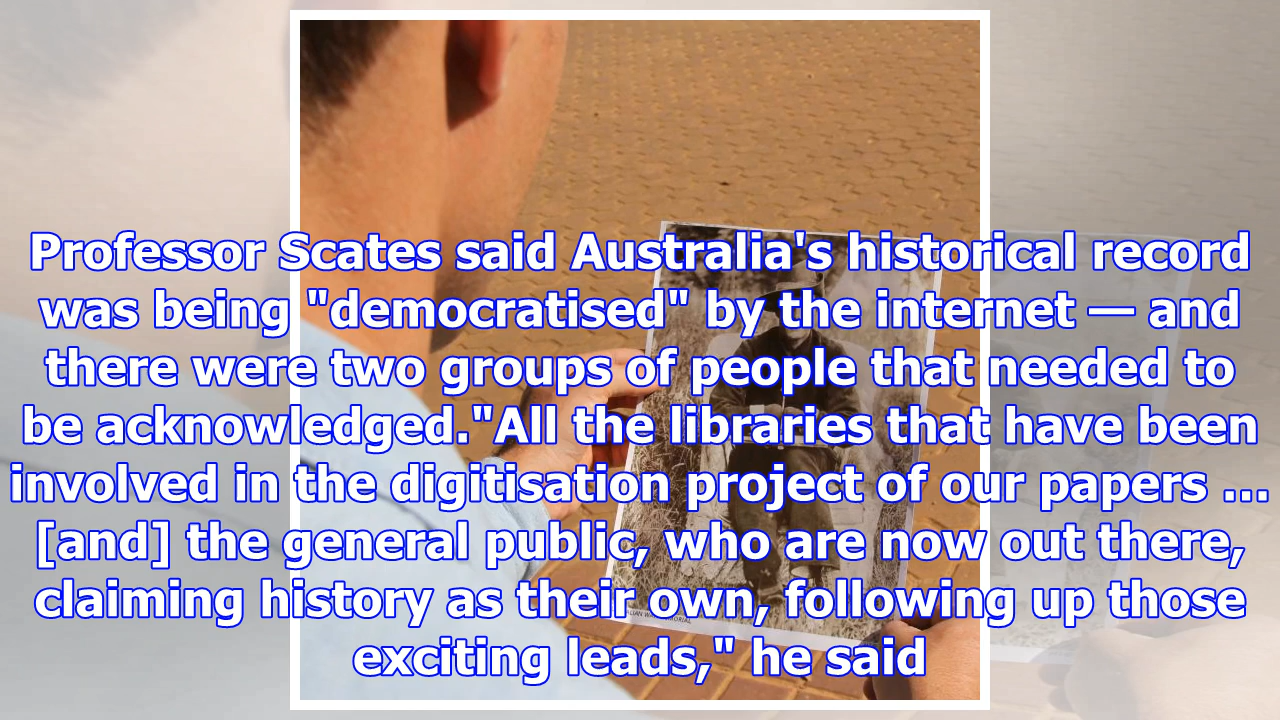 Professor Scates said Australia's historical record
was being "democratised" by the internet — and
there were two groups of people that needed to
be acknowledged."All the libraries that have been
involved in the digitisation project of our papers ...
[and] the general public, who are now out there,
claiming history as their own, following up those
exciting leads," he said